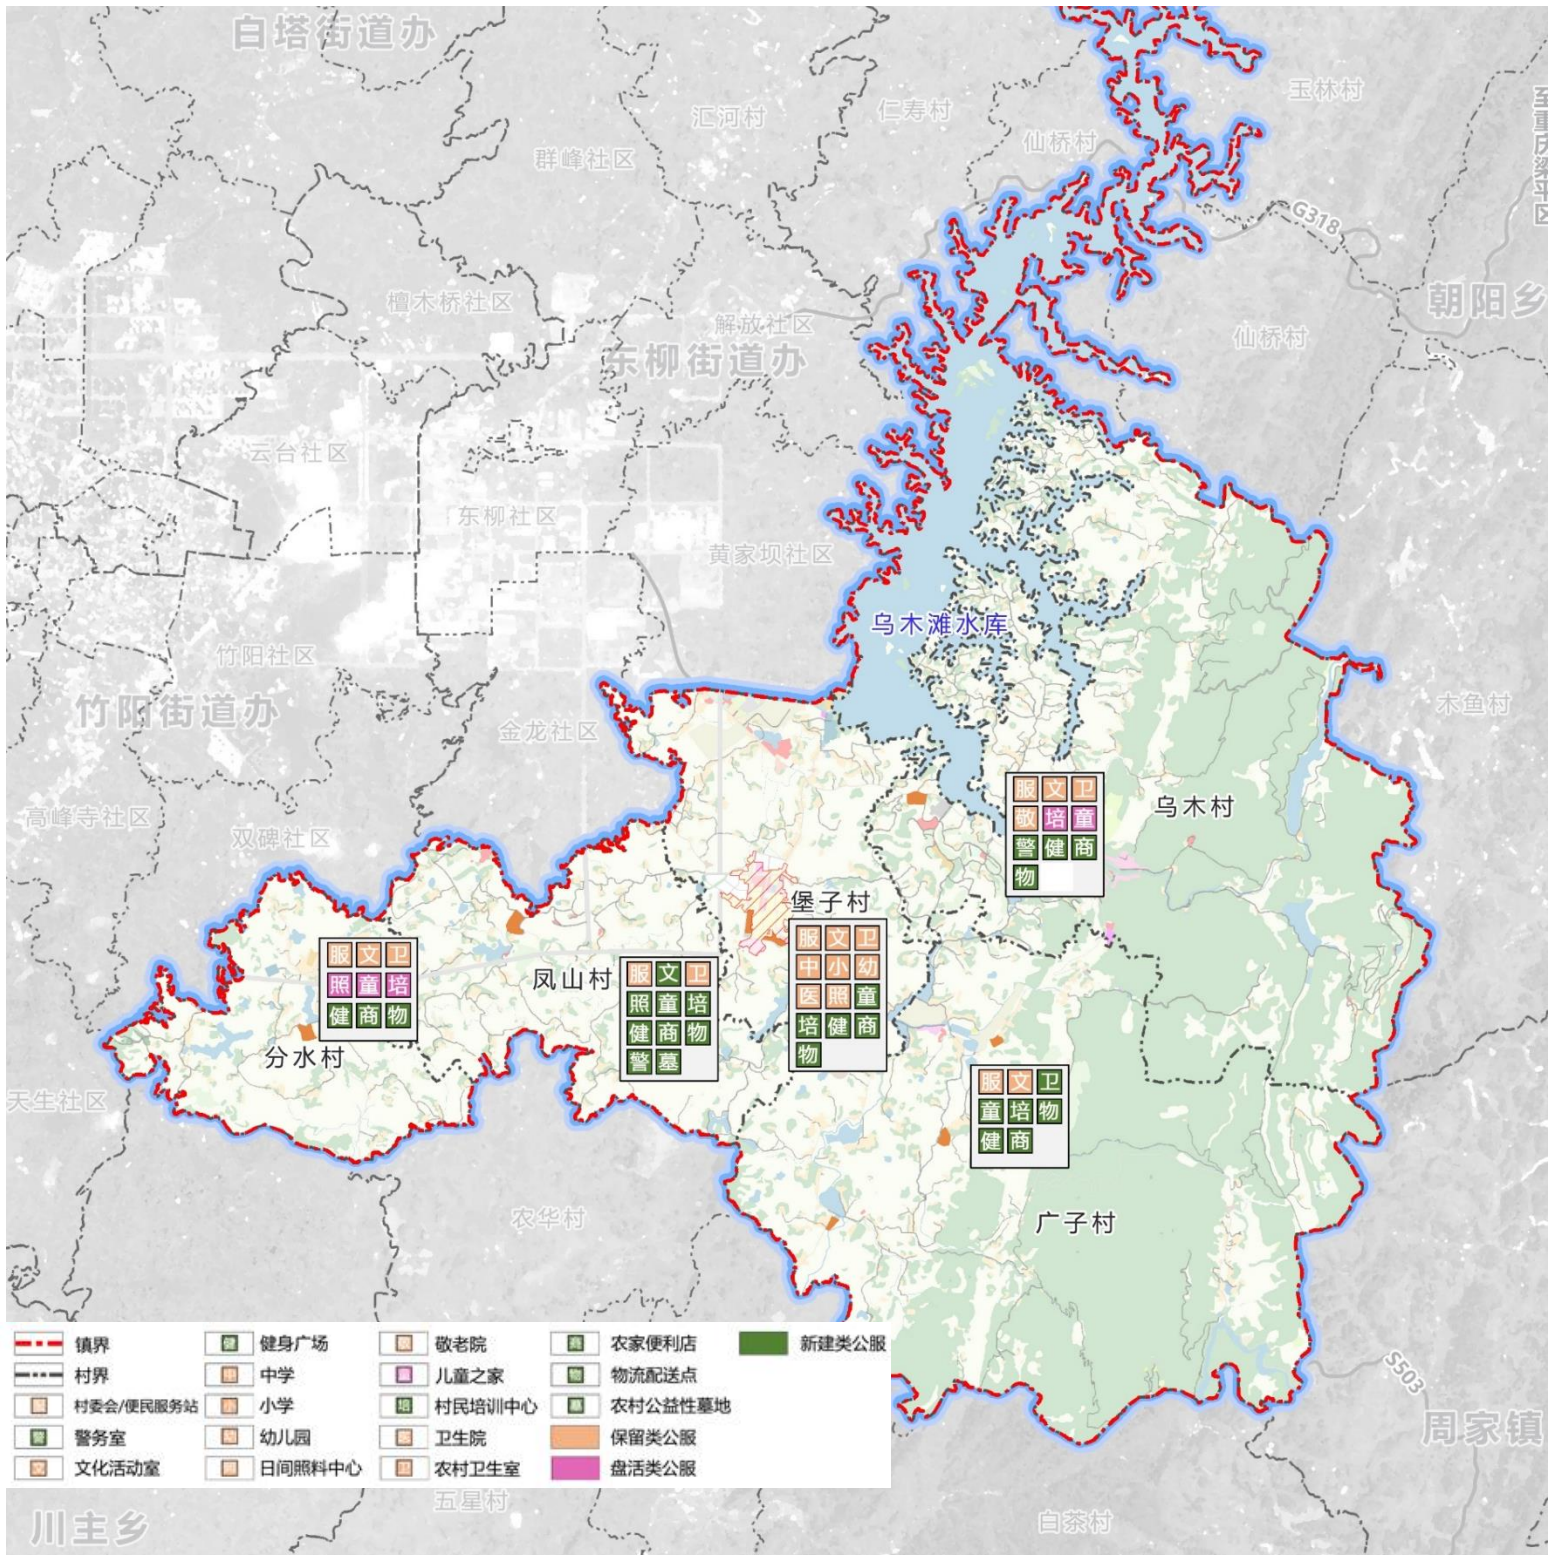 白塔街道办
玉林村
至重庆梁平区
汇河村
仁寿村
仙桥村
群峰社区
G318
檀木桥社区
解放社区
朝阳乡
仙桥村
东柳街道办
云台社区
东柳社区
黄家坝社区
乌木滩水库
竹阳社区
竹阳街道办
金龙社区
木鱼村
高峰寺社区
双碑社区
乌木村
服 文 卫
敬 培 童
警 健 商
物
堡子村
服 文 卫
中 小 幼
医 照 童
培 健 商
物
凤山村
服 文 卫
照 童 培
健 商 物
警 墓
服 文 卫
照 童 培
健 商 物
分水村
服 文 卫
童 培 物
健 商
天生社区
农华村
广子村
镇界
健身广场
敬老院
农家便利店
新建类公服
村界
中学
儿童之家
物流配送点
村委会/便民服务站
小学
村民培训中心
农村公益性墓地
警务室
幼儿园
卫生院
保留类公服
文化活动室
日间照料中心
农村卫生室
盘活类公服
S503
周家镇
五星村
川主乡
白茶村